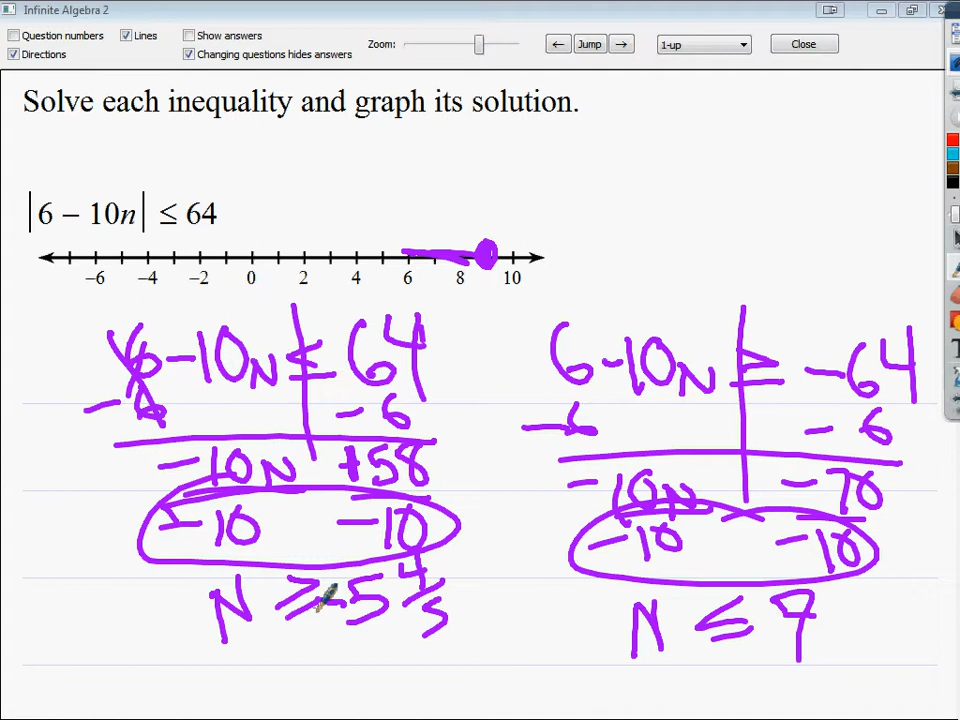 Infinite Algebra 2
Question numbers Lines Show answers
Directions Changing questions hides answers
Zoom: ← Jump → 1-up Close
Solve each inequality and graph its solution.
|6 − 10n| ≤ 64
−6 −4 −2 0 2 4 6 8 10
6 - 10N ≤ 64
- 6 - 6
- 10N + 58
- 10 - 10
N ≥ -5 4/5
6 - 10N ≥ -64
- 6 - 6
- 10N - 70
- 10 - 10
N ≤ 7